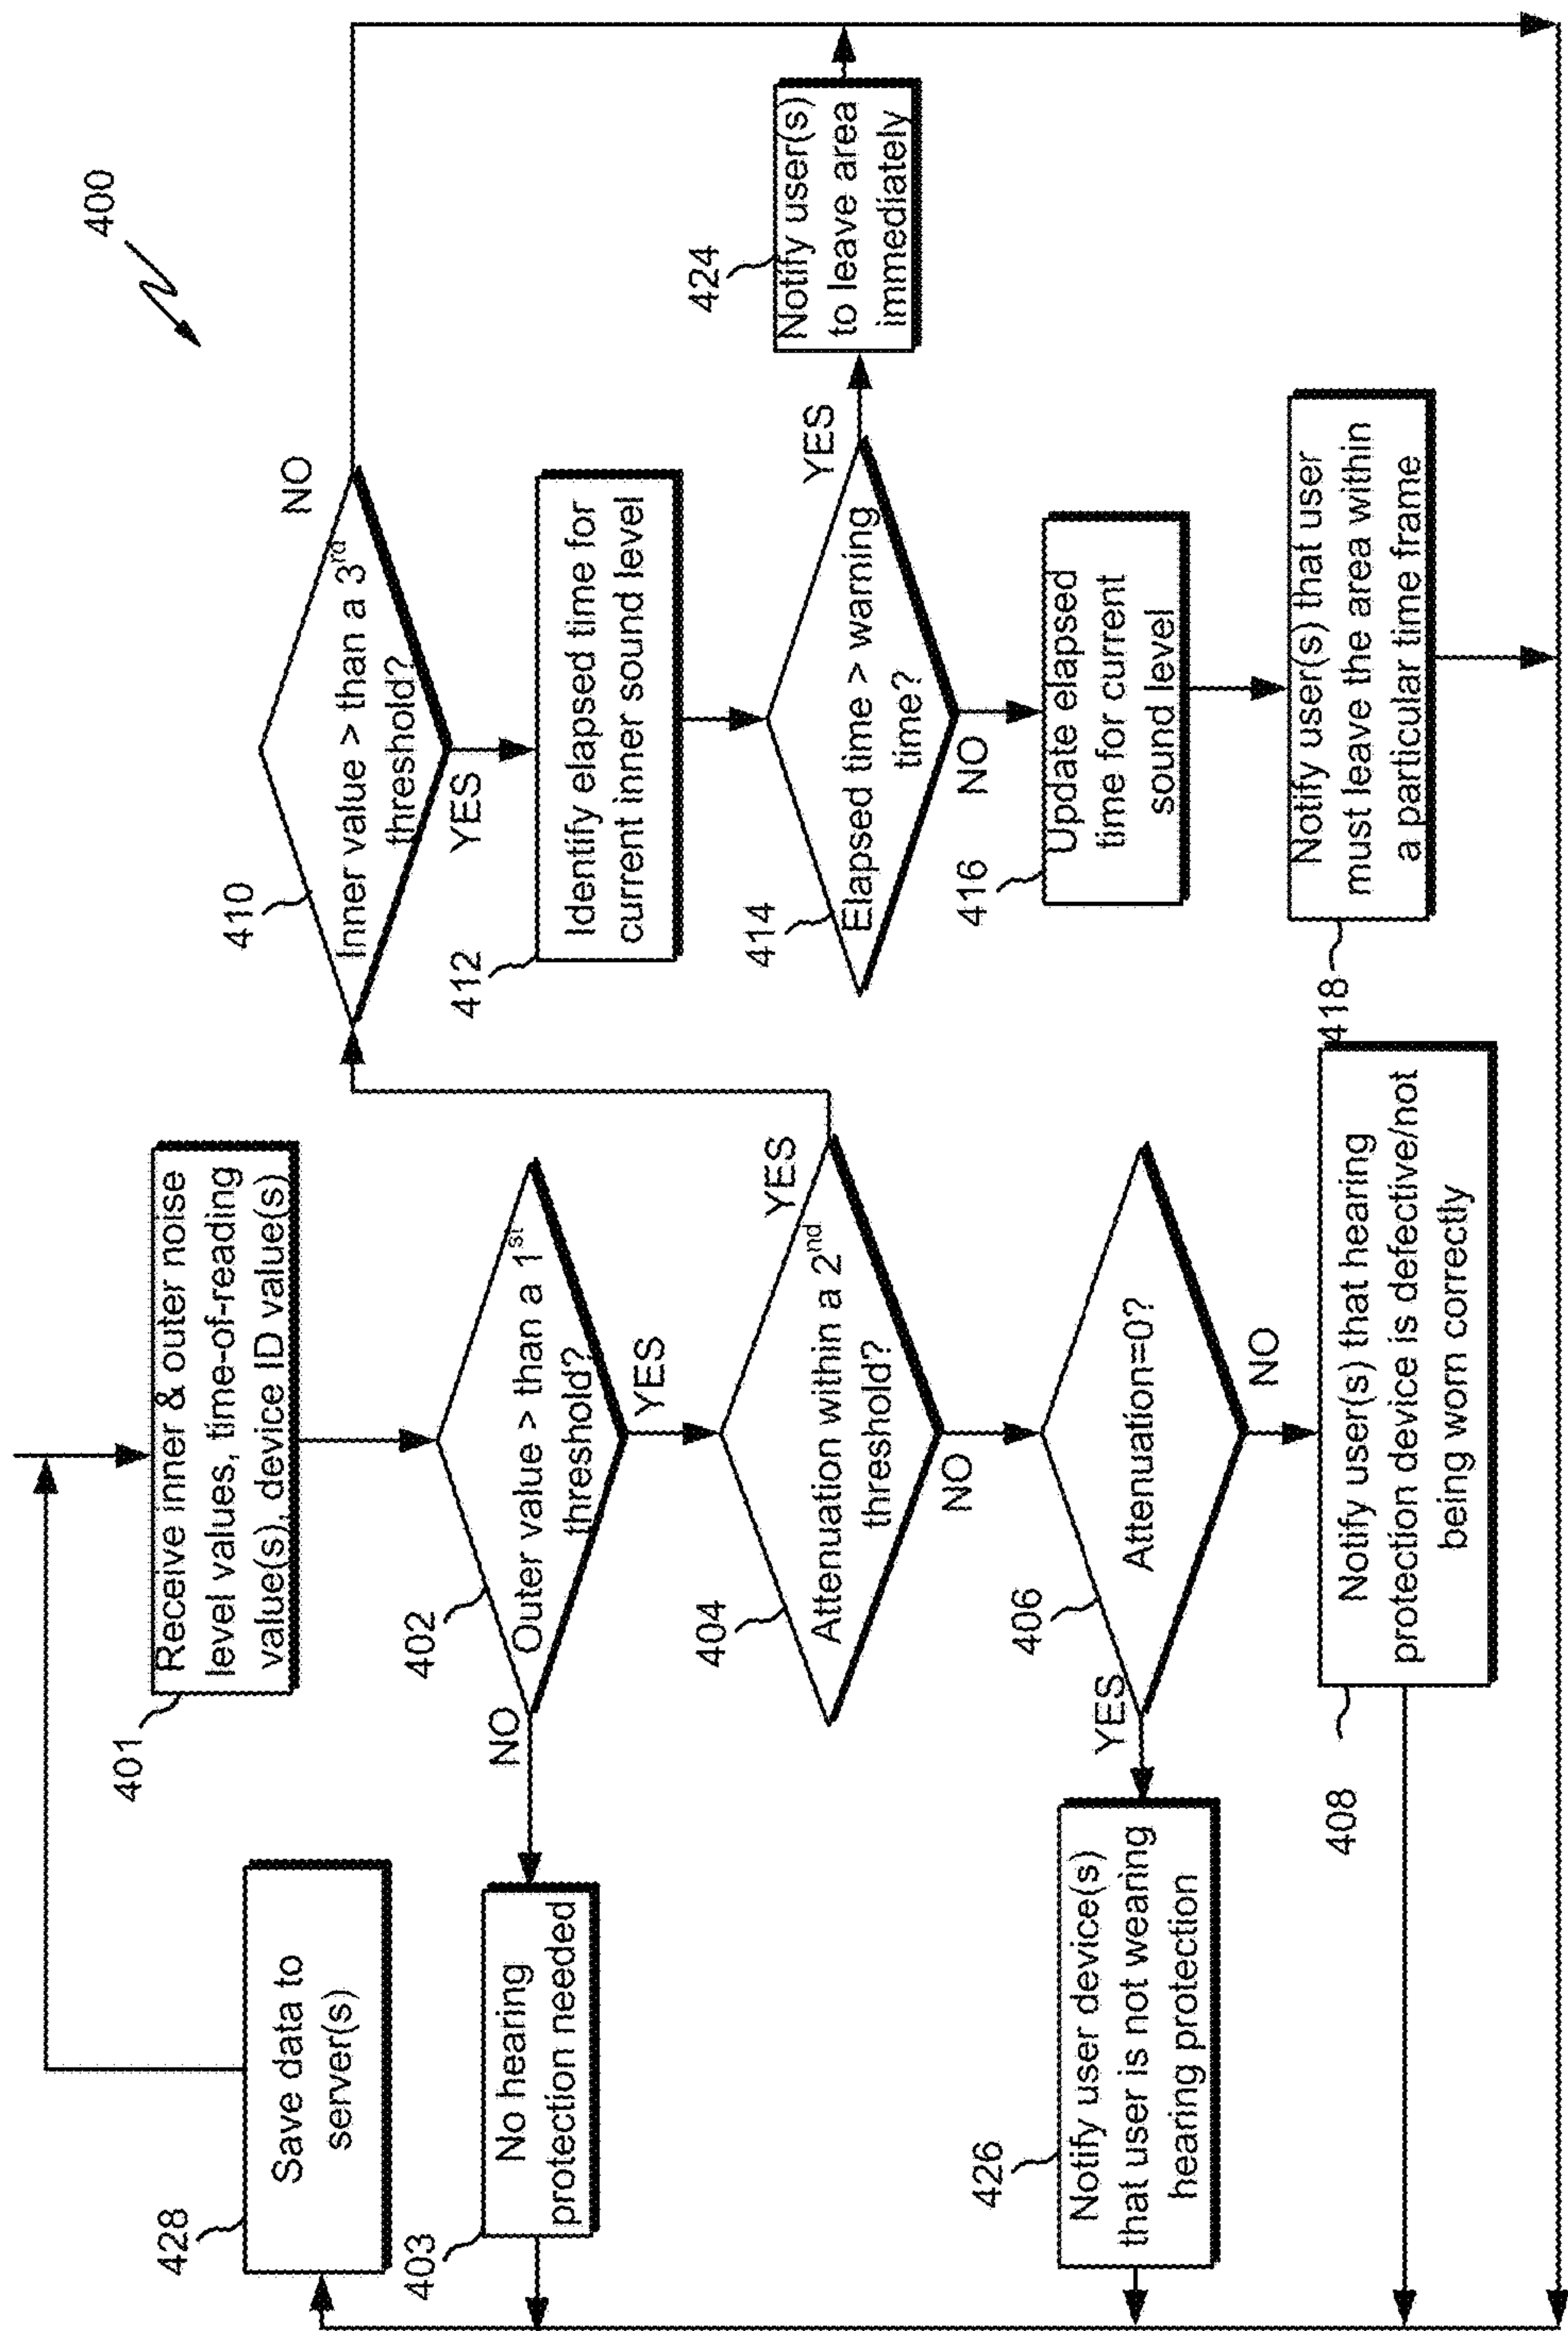 400
401
Receive inner & outer noise
level values, time-of-reading
value(s), device ID value(s)
402
Outer value > than a 1st
threshold?
NO
YES
403
No hearing
protection needed
404
Attenuation within a 2nd
threshold?
YES
NO
406
Attenuation=0?
YES
NO
426
Notify user device(s)
that user is not wearing
hearing protection
408
Notify user(s) that hearing
protection device is defective/not
being worn correctly
428
Save data to
server(s)
410
Inner value > than a 3rd
threshold?
NO
YES
412
Identify elapsed time for
current inner sound level
414
Elapsed time > warning
time?
YES
NO
424
Notify user(s)
to leave area
immediately
416
Update elapsed
time for current
sound level
418
Notify user(s) that user
must leave the area within
a particular time frame